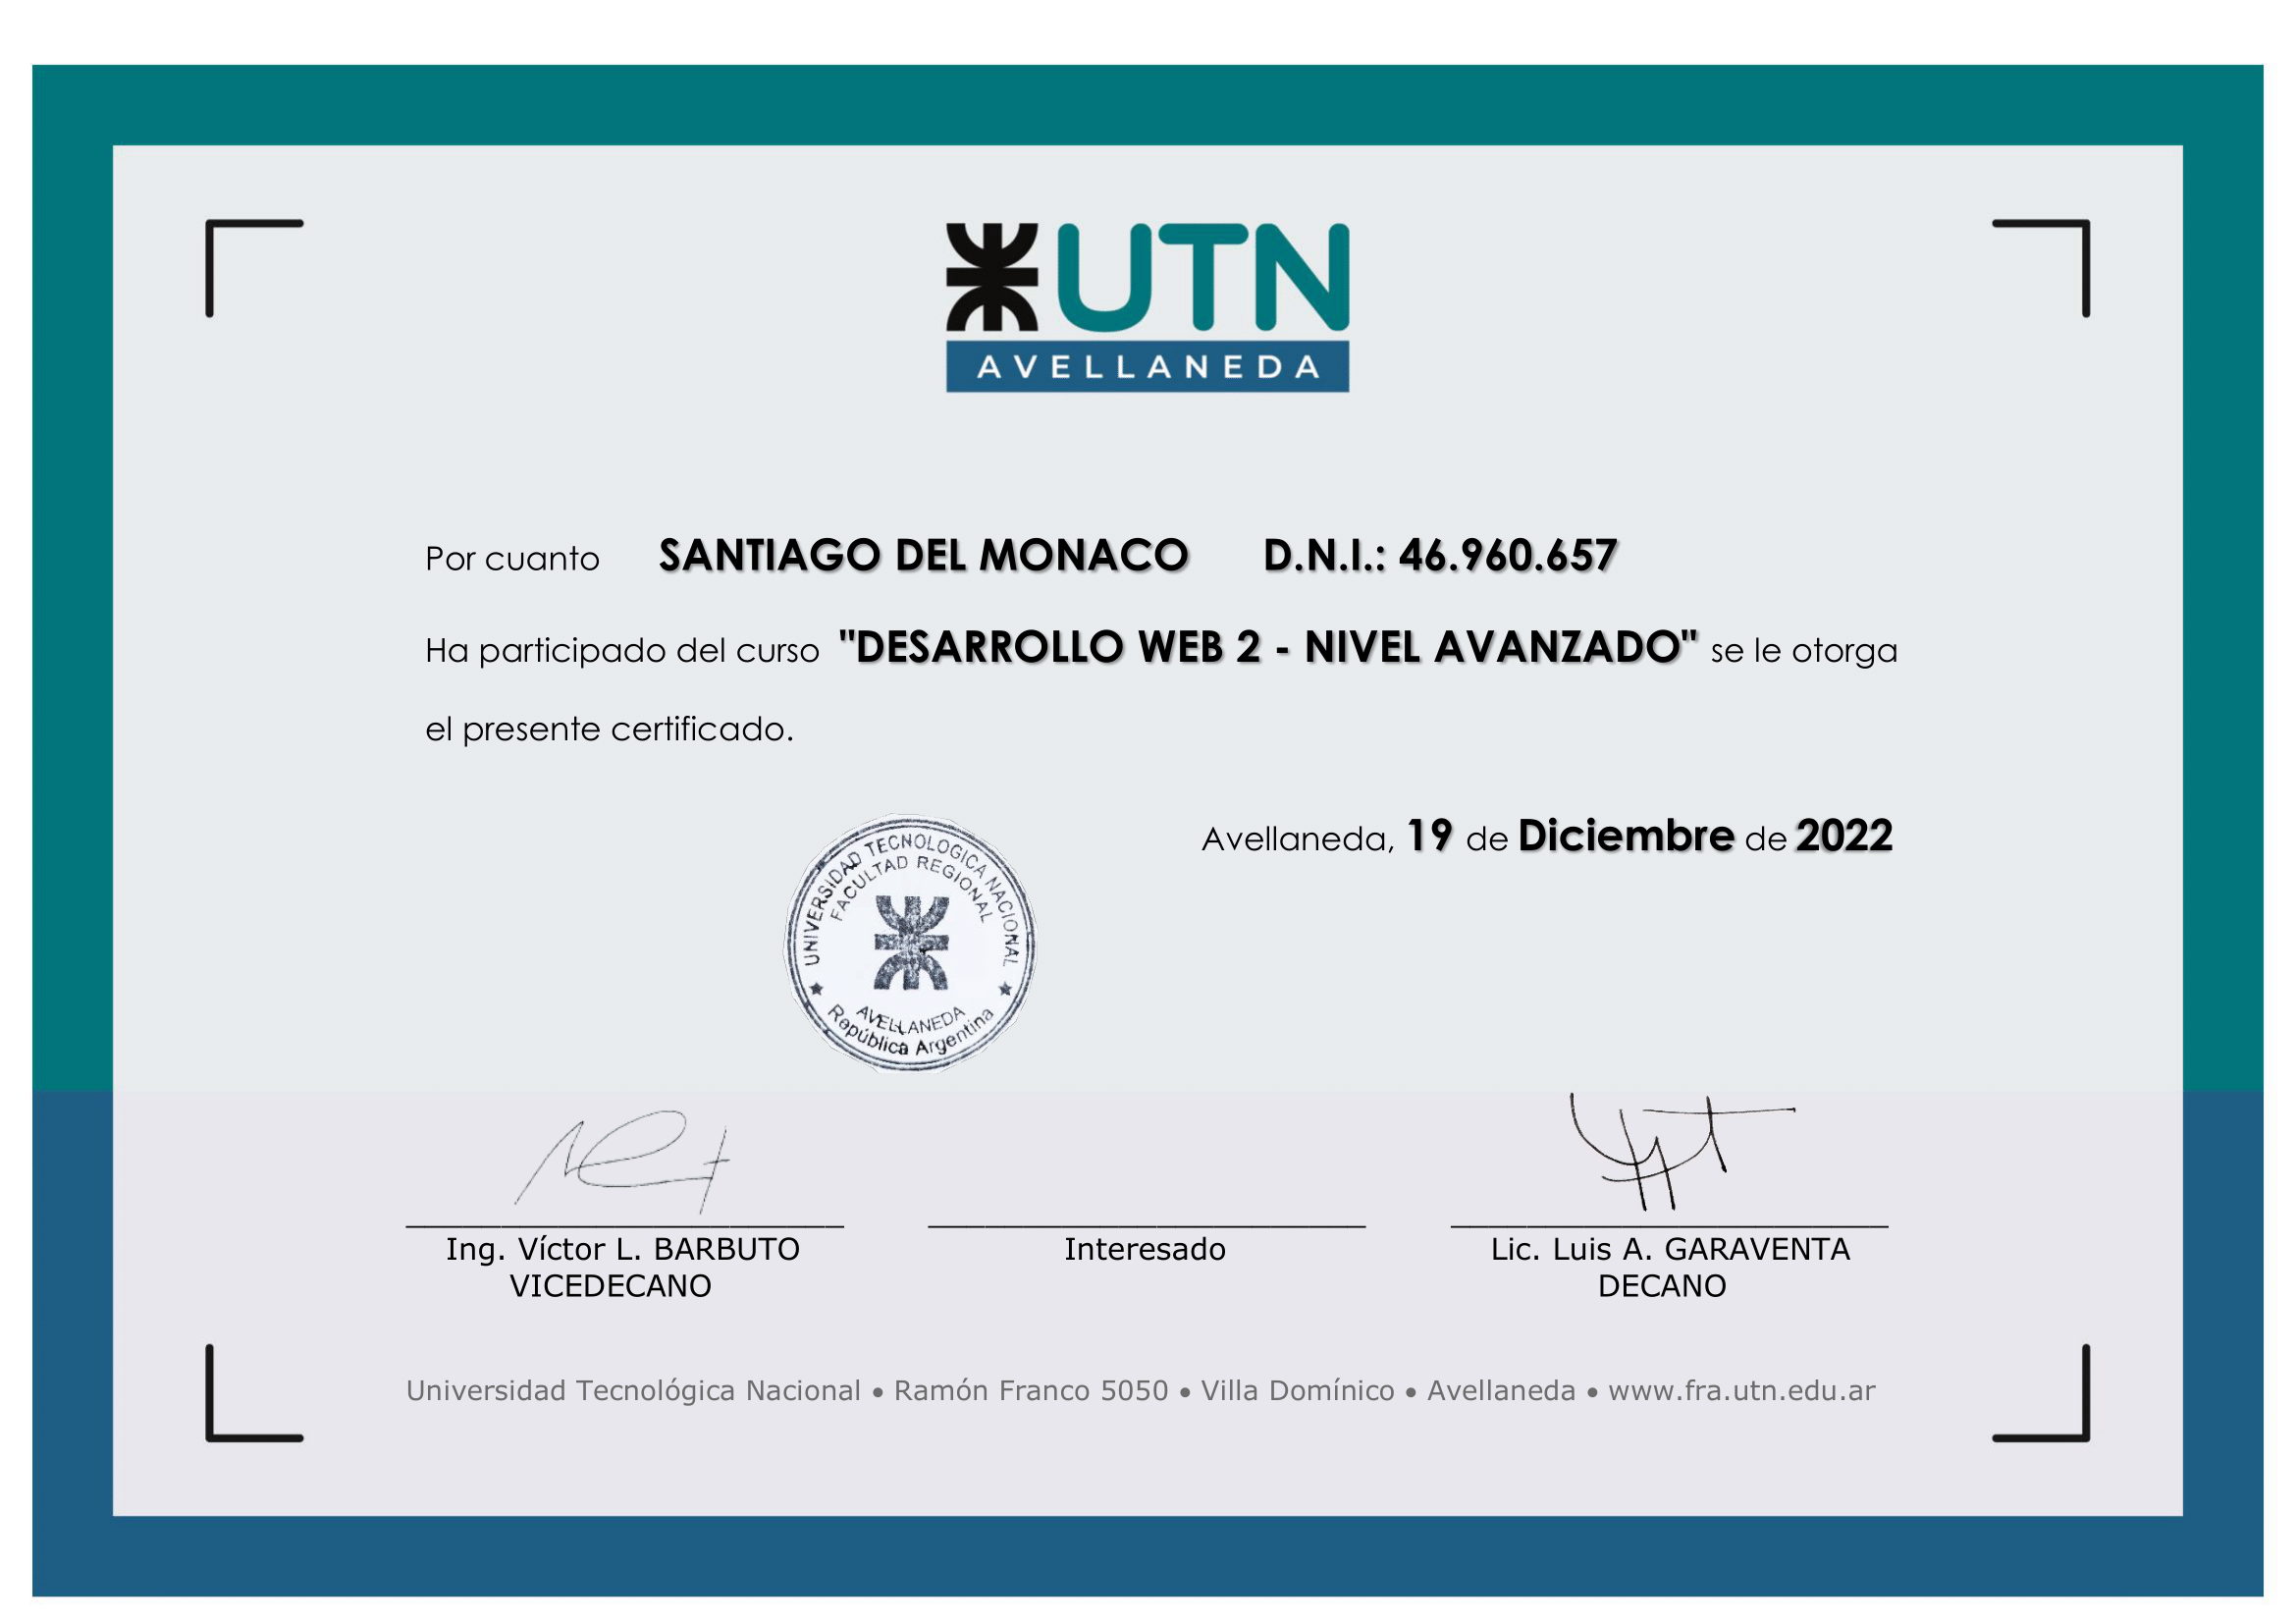 UTN
AVELLANEDA
Por cuanto SANTIAGO DEL MONACO D.N.I.: 46.960.657
Ha participado del curso "DESARROLLO WEB 2 - NIVEL AVANZADO" se le otorga
el presente certificado.
Avellaneda, 19 de Diciembre de 2022
UNIVERSIDAD TECNOLOGICA NACIONAL
FACULTAD REGIONAL
AVELLANEDA
República Argentina
Ing. Víctor L. BARBUTO
VICEDECANO
Interesado
Lic. Luis A. GARAVENTA
DECANO
Universidad Tecnológica Nacional • Ramón Franco 5050 • Villa Domínico • Avellaneda • www.fra.utn.edu.ar